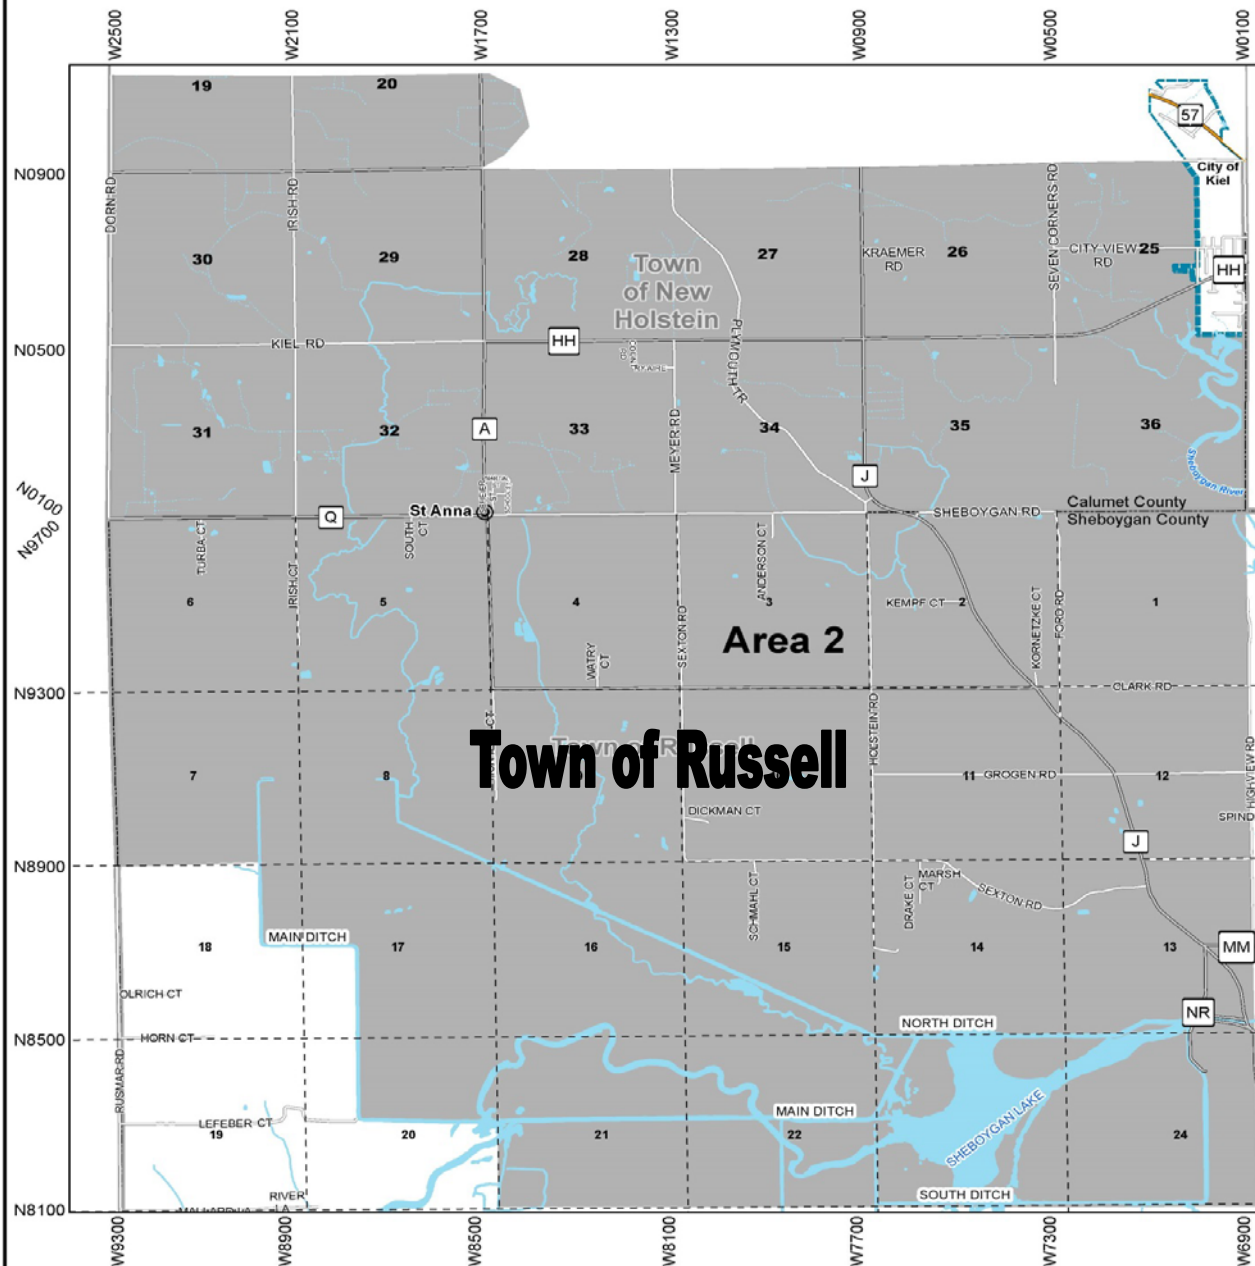 W2500
W2100
W1700
W1300
W0900
W0500
W0100
19
20
57
City of
Kiel
N0900
DORN RD
IRISH RD
SEVEN CORNERS RD
30
29
28
Town
of New
Holstein
27
KRAEMER
RD
26
CITY VIEW
RD
25
HH
N0500
KIEL RD
HH
PLYMOUTH TR
31
32
A
33
MEYER RD
34
35
36
J
Sheboygan River
N0100
N9700
Q
St Anna
SHEBOYGAN RD
Calumet County
Sheboygan County
TURBA CT
SOUTH
CT
ANDERSON CT
IRISH CT
6
5
4
SEXTON RD
3
KEMPF CT
2
KORNETZKE CT
FORD RD
1
Area 2
WATRY
CT
N9300
CLARK RD
HOLSTEIN RD
Town of Russell
Town of Russell
7
8
11
GROGEN RD
12
HIGHVIEW RD
SPIND
DICKMAN CT
J
N8900
SCHMAHL CT
DRAKE CT
MARSH
CT
SEXTON RD
18
MAIN DITCH
17
16
15
14
13
MM
OLRICH CT
NR
N8500
HORN CT
NORTH DITCH
RUSMAR RD
LEFEBER CT
MAIN DITCH
SHEBOYGAN LAKE
19
20
21
22
24
RIVER
SOUTH DITCH
N8100
W9300
W8900
W8500
W8100
W7700
W7300
W6900